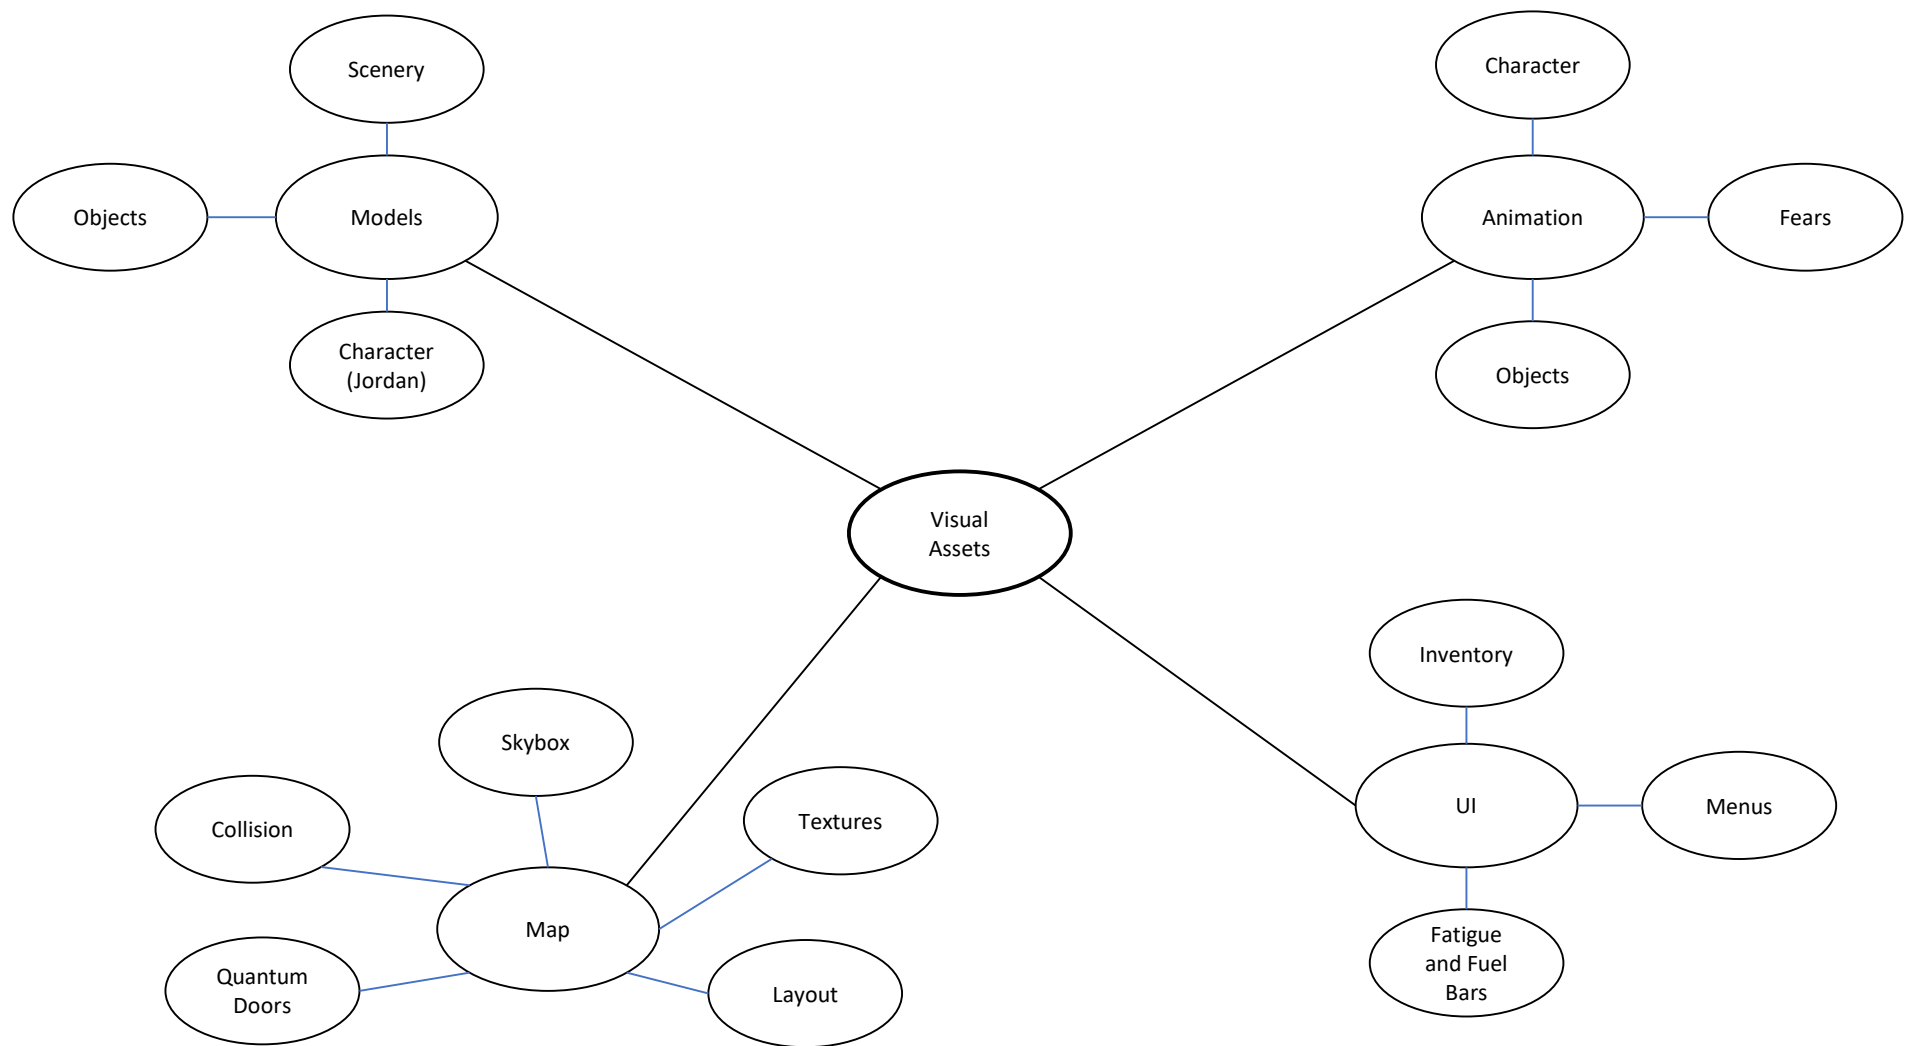 Scenery
Character
Objects
Models
Animation
Fears
Character
(Jordan)
Objects
Visual
Assets
Inventory
Skybox
Collision
Textures
UI
Menus
Map
Fatigue
and Fuel
Bars
Quantum
Doors
Layout